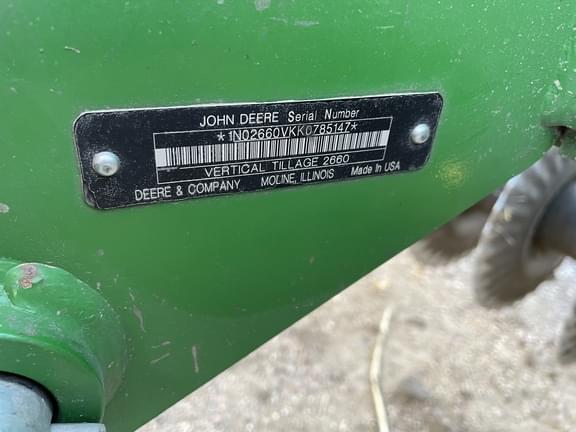 JOHN DEERE Serial Number
*1N02660VKK0785147*
VERTICAL TILLAGE 2660
DEERE & COMPANY MOLINE, ILLINOIS Made In USA